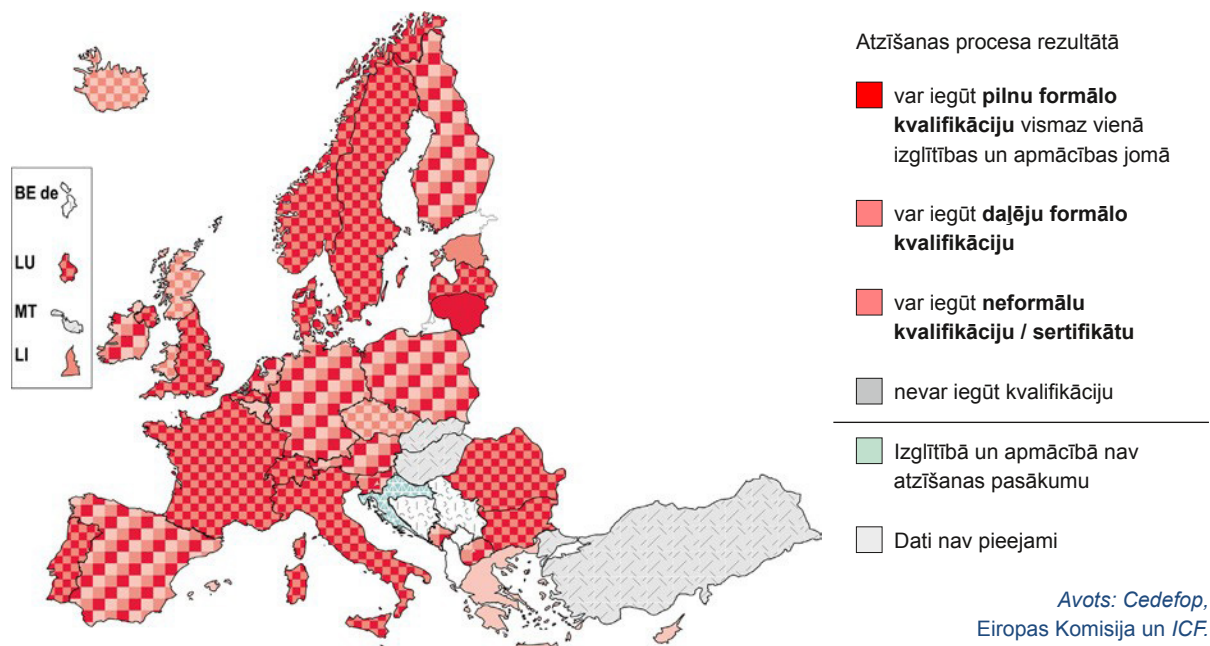 BE de
LU
MT
LI
Atzīšanas procesa rezultātā
var iegūt pilnu formālo
kvalifikāciju vismaz vienā
izglītības un apmācības jomā
var iegūt daļēju formālo
kvalifikāciju
var iegūt neformālu
kvalifikāciju / sertifikātu
nevar iegūt kvalifikāciju
Izglītībā un apmācībā nav
atzīšanas pasākumu
Dati nav pieejami
Avots: Cedefop,
Eiropas Komisija un ICF.